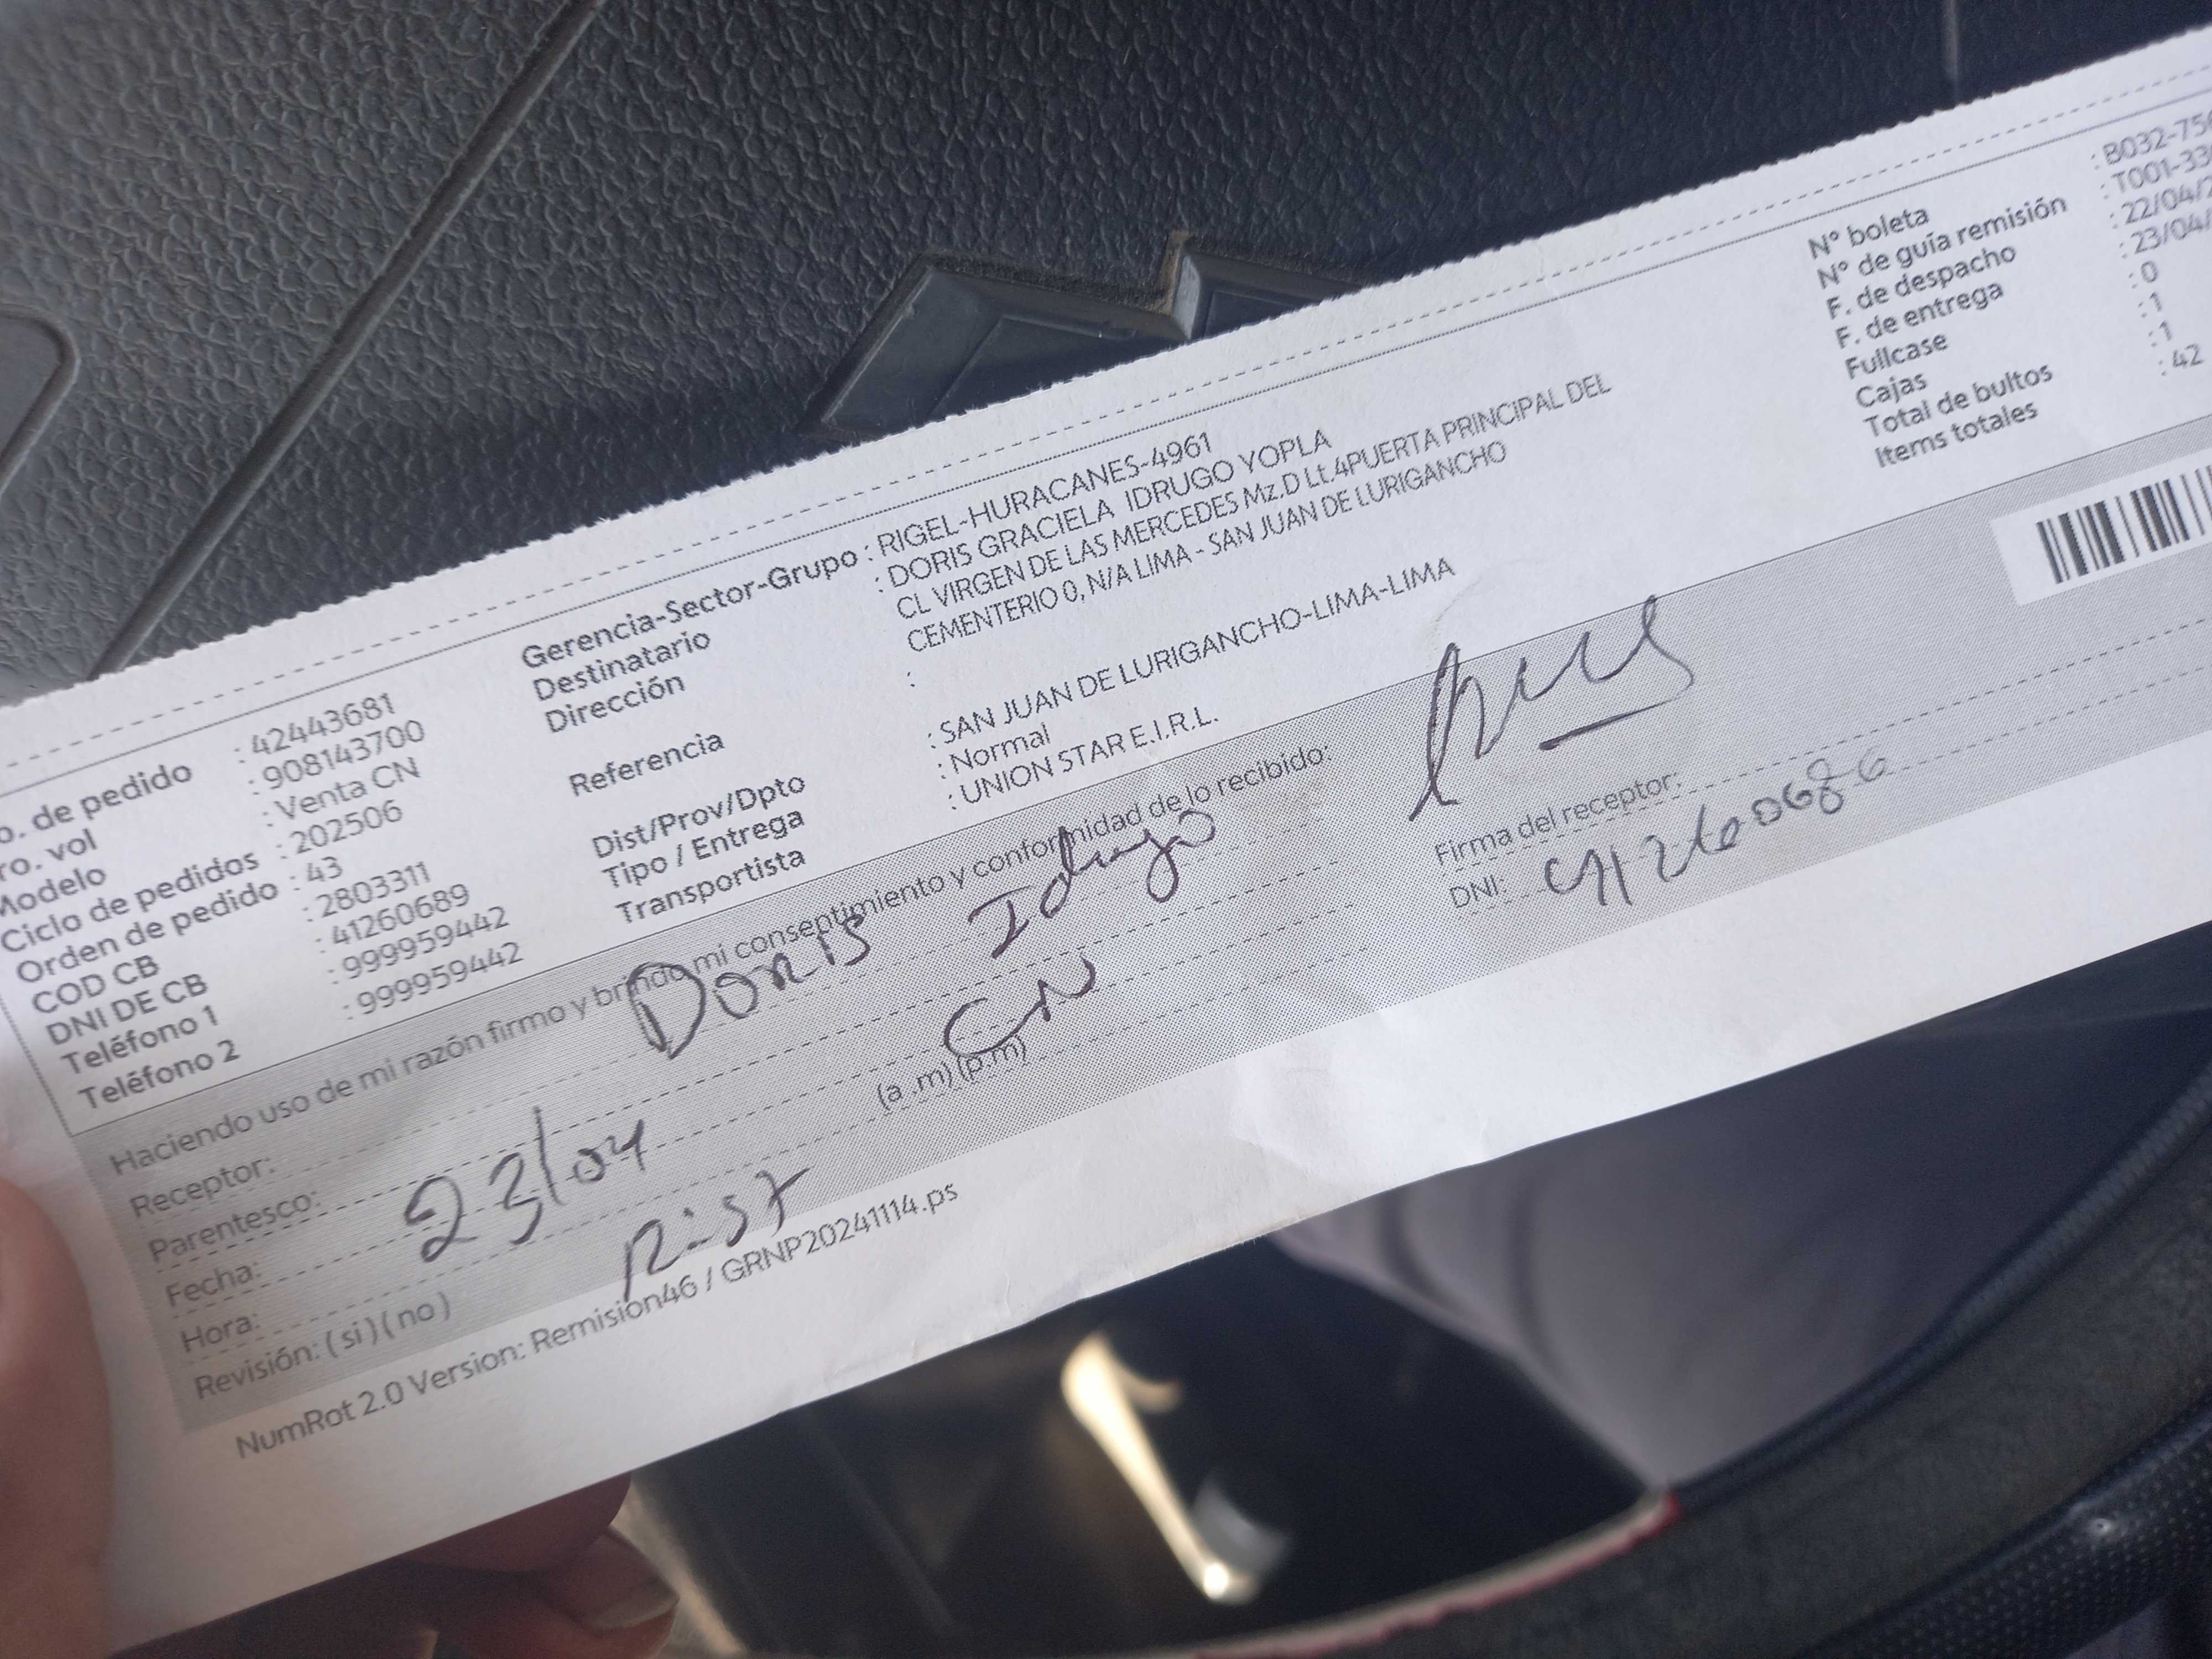 o. de pedido : 42443681
ro. vol : 908143700
Modelo : Venta CN
Ciclo de pedidos : 202506
Orden de pedido : 43
COD CB : 2803311
DNI DE CB : 41260689
Teléfono 1 : 999959442
Teléfono 2 : 999959442
Gerencia-Sector-Grupo : RIGEL-HURACANES-4961
Destinatario : DORIS GRACIELA IDRUGO YOPLA
Dirección CL VIRGEN DE LAS MERCEDES Mz.D Lt.4PUERTA PRINCIPAL DEL
CEMENTERIO 0, N/A LIMA - SAN JUAN DE LURIGANCHO
Referencia :
Dist/Prov/Dpto : SAN JUAN DE LURIGANCHO-LIMA-LIMA
Tipo / Entrega : Normal
Transportista : UNION STAR E.I.R.L.
N° boleta : B032-75
N° de guía remisión : T001-33
F. de despacho : 22/04/2
F. de entrega : 23/04/
Fullcase : 0
Cajas : 1
Total de bultos : 1
Items totales : 42
Haciendo uso de mi razón firmo y brindo mi consentimiento y conformidad de lo recibido:
Receptor: Doris Idrugo
Parentesco: CN
Fecha: 23/04
Hora: (a .m) (p.m)
Revisión: ( si ) ( no )
Firma del receptor:
DNI:
NumRot 2.0 Version: Remision46 / GRNP20241114.ps